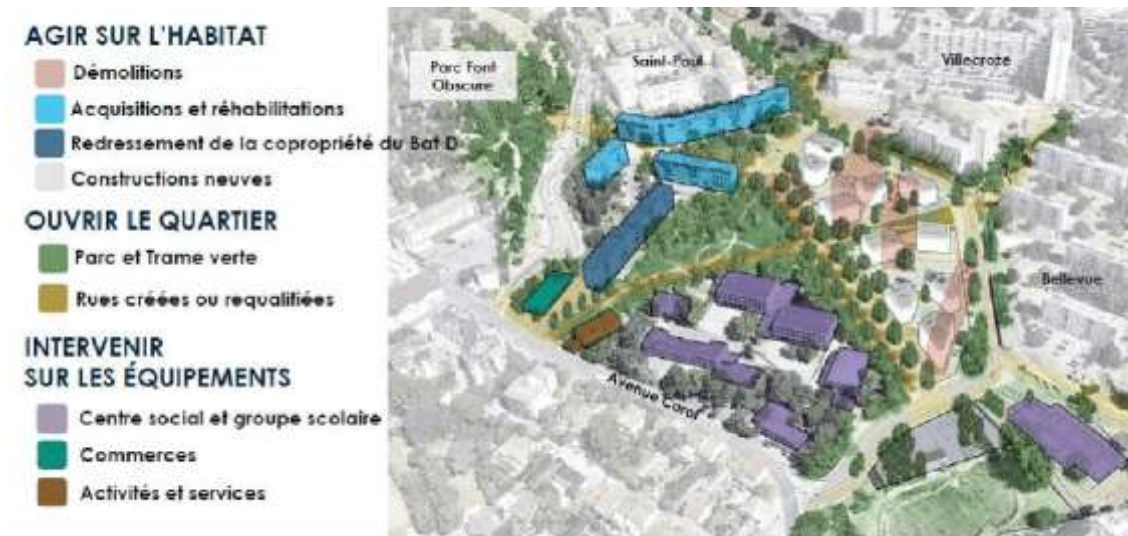 AGIR SUR L'HABITAT
Démolitions
Acquisitions et réhabilitations
Redressement de la copropriété du Bat D
Constructions neuves
OUVRIR LE QUARTIER
Parc et Trame verte
Rues créées ou requalifiées
INTERVENIR
SUR LES ÉQUIPEMENTS
Centre social et groupe scolaire
Commerces
Activités et services
Parc Font
Obscure
Saint-Paul
Villecroze
Bellevue
Avenue Corot